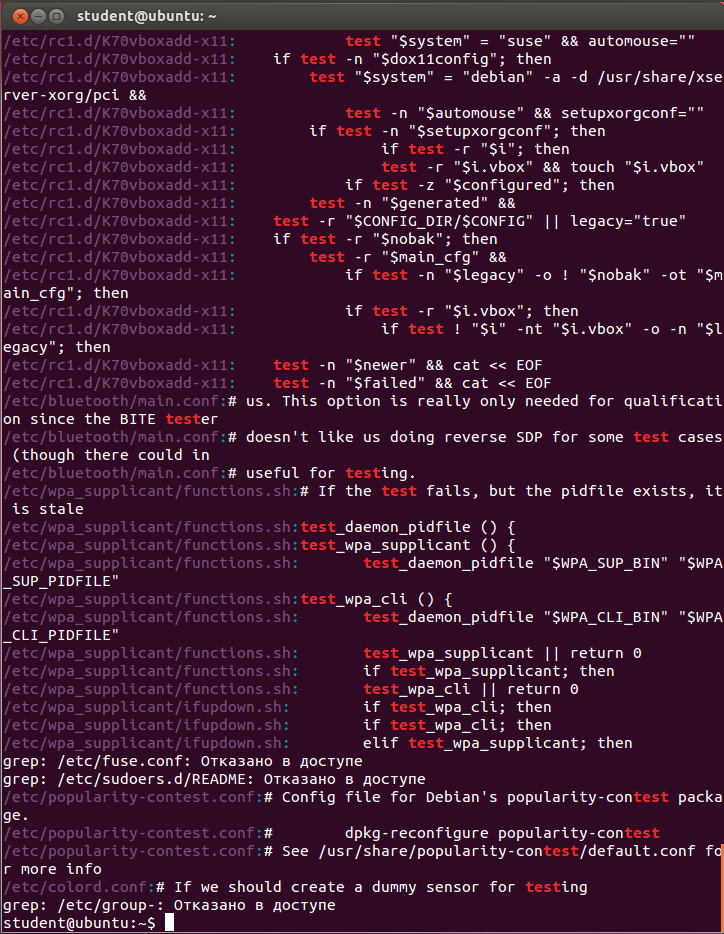 student@ubuntu: ~
/etc/rc1.d/K70vboxadd-x11:            test "$system" = "suse" && automouse=""
/etc/rc1.d/K70vboxadd-x11:    if test -n "$dox11config"; then
/etc/rc1.d/K70vboxadd-x11:        test "$system" = "debian" -a -d /usr/share/xse
rver-xorg/pci &&
/etc/rc1.d/K70vboxadd-x11:            test -n "$automouse" && setupxorgconf=""
/etc/rc1.d/K70vboxadd-x11:        if test -n "$setupxorgconf"; then
/etc/rc1.d/K70vboxadd-x11:                if test -r "$i"; then
/etc/rc1.d/K70vboxadd-x11:                test -r "$i.vbox" && touch "$i.vbox"
/etc/rc1.d/K70vboxadd-x11:            if test -z "$configured"; then
/etc/rc1.d/K70vboxadd-x11:        test -n "$generated" &&
/etc/rc1.d/K70vboxadd-x11:    test -r "$CONFIG_DIR/$CONFIG" || legacy="true"
/etc/rc1.d/K70vboxadd-x11:    if test -r "$nobak"; then
/etc/rc1.d/K70vboxadd-x11:        test -r "$main_cfg" &&
/etc/rc1.d/K70vboxadd-x11:            if test -n "$legacy" -o ! "$nobak" -ot "$m
ain_cfg"; then
/etc/rc1.d/K70vboxadd-x11:            if test -r "$i.vbox"; then
/etc/rc1.d/K70vboxadd-x11:                if test ! "$i" -nt "$i.vbox" -o -n "$l
egacy"; then
/etc/rc1.d/K70vboxadd-x11:    test -n "$newer" && cat << EOF
/etc/rc1.d/K70vboxadd-x11:    test -n "$failed" && cat << EOF
/etc/bluetooth/main.conf:# us. This option is really only needed for qualificati
on since the BITE tester
/etc/bluetooth/main.conf:# doesn't like us doing reverse SDP for some test cases
 (though there could in
/etc/bluetooth/main.conf:# useful for testing.
/etc/wpa_supplicant/functions.sh:# If the test fails, but the pidfile exists, it
 is stale
/etc/wpa_supplicant/functions.sh:test_daemon_pidfile () {
/etc/wpa_supplicant/functions.sh:test_wpa_supplicant () {
/etc/wpa_supplicant/functions.sh:       test_daemon_pidfile "$WPA_SUP_BIN" "$WPA
_SUP_PIDFILE"
/etc/wpa_supplicant/functions.sh:test_wpa_cli () {
/etc/wpa_supplicant/functions.sh:       test_daemon_pidfile "$WPA_CLI_BIN" "$WPA
_CLI_PIDFILE"
/etc/wpa_supplicant/functions.sh:       test_wpa_supplicant || return 0
/etc/wpa_supplicant/functions.sh:       if test_wpa_supplicant; then
/etc/wpa_supplicant/functions.sh:       test_wpa_cli || return 0
/etc/wpa_supplicant/ifupdown.sh:        if test_wpa_cli; then
/etc/wpa_supplicant/ifupdown.sh:        if test_wpa_cli; then
/etc/wpa_supplicant/ifupdown.sh:        elif test_wpa_supplicant; then
grep: /etc/fuse.conf: Отказано в доступе
grep: /etc/sudoers.d/README: Отказано в доступе
/etc/popularity-contest.conf:# Config file for Debian's popularity-contest packa
ge.
/etc/popularity-contest.conf:#        dpkg-reconfigure popularity-contest
/etc/popularity-contest.conf:# See /usr/share/popularity-contest/default.conf fo
r more info
/etc/colord.conf:# If we should create a dummy sensor for testing
grep: /etc/group-: Отказано в доступе
student@ubuntu:~$